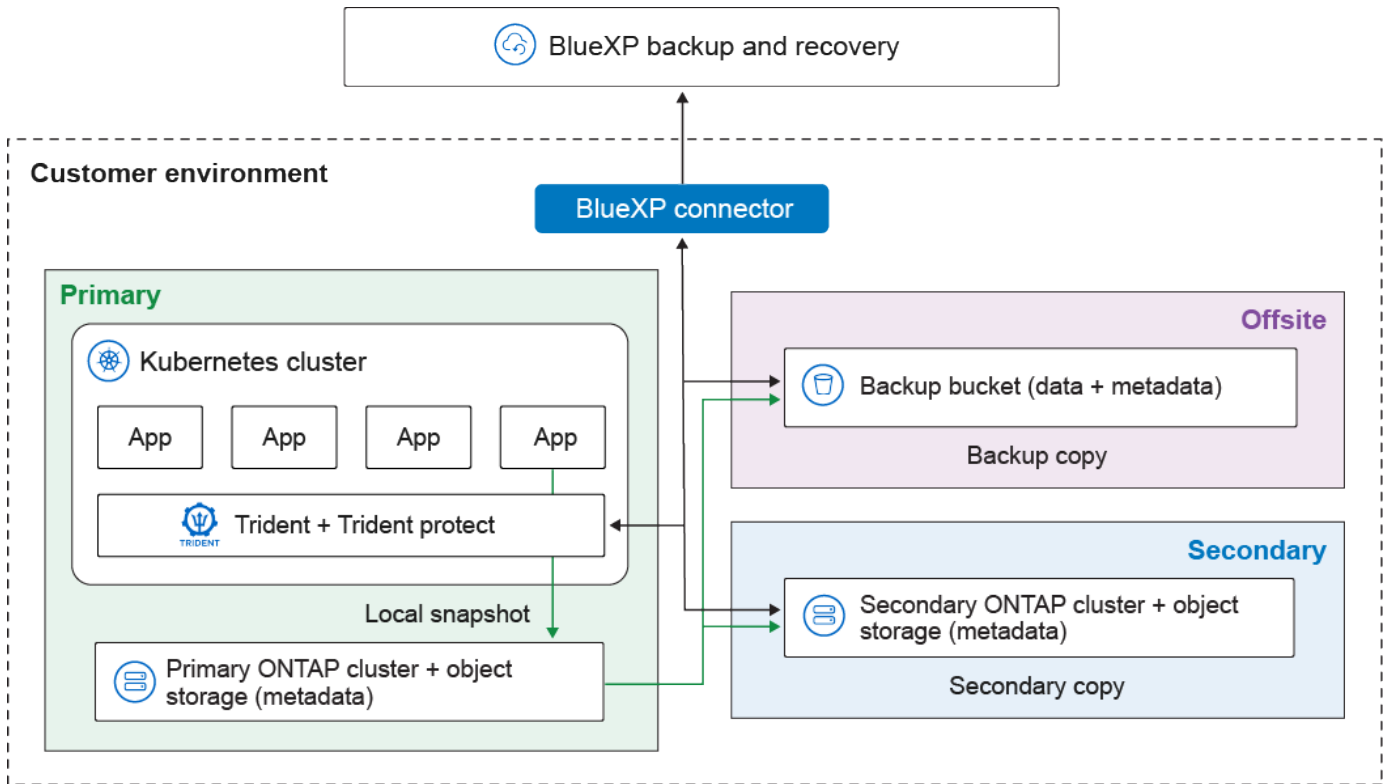 BlueXP backup and recovery
Customer environment
BlueXP connector
Primary
Kubernetes cluster
App
App
App
App
TRIDENT
Trident + Trident protect
Local snapshot
Primary ONTAP cluster + object
storage (metadata)
Offsite
Backup bucket (data + metadata)
Backup copy
Secondary
Secondary ONTAP cluster + object
storage (metadata)
Secondary copy